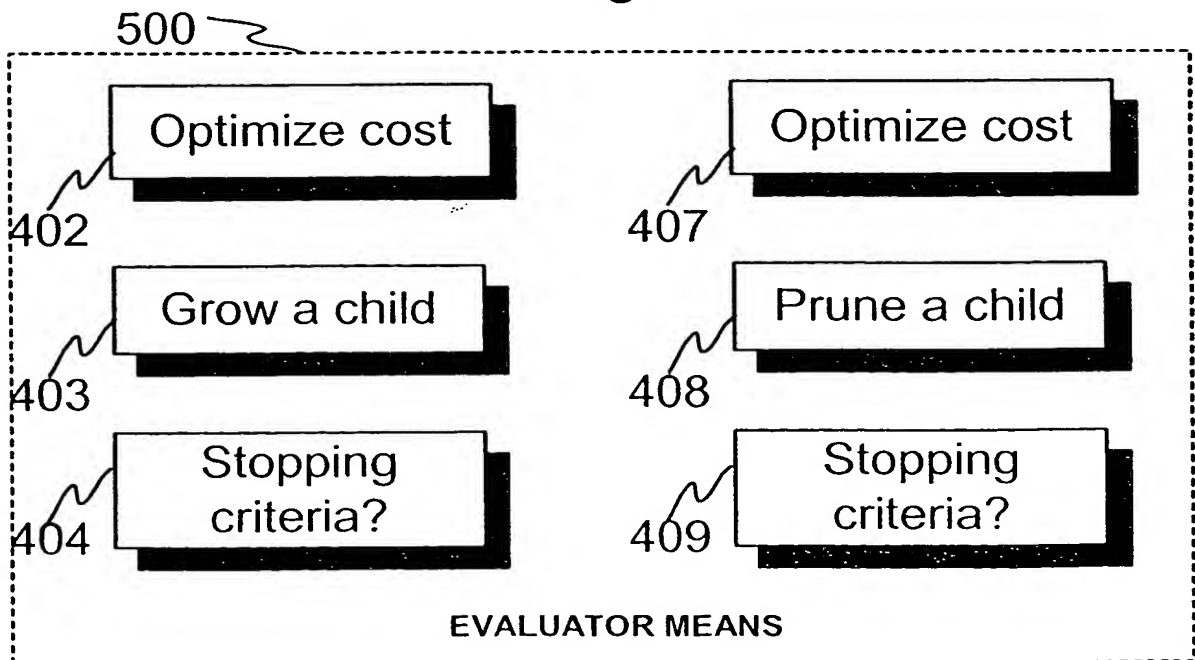 500
Optimize cost
Optimize cost
402
407
Grow a child
Prune a child
403
408
Stopping
criteria?
Stopping
criteria?
404
409
EVALUATOR MEANS